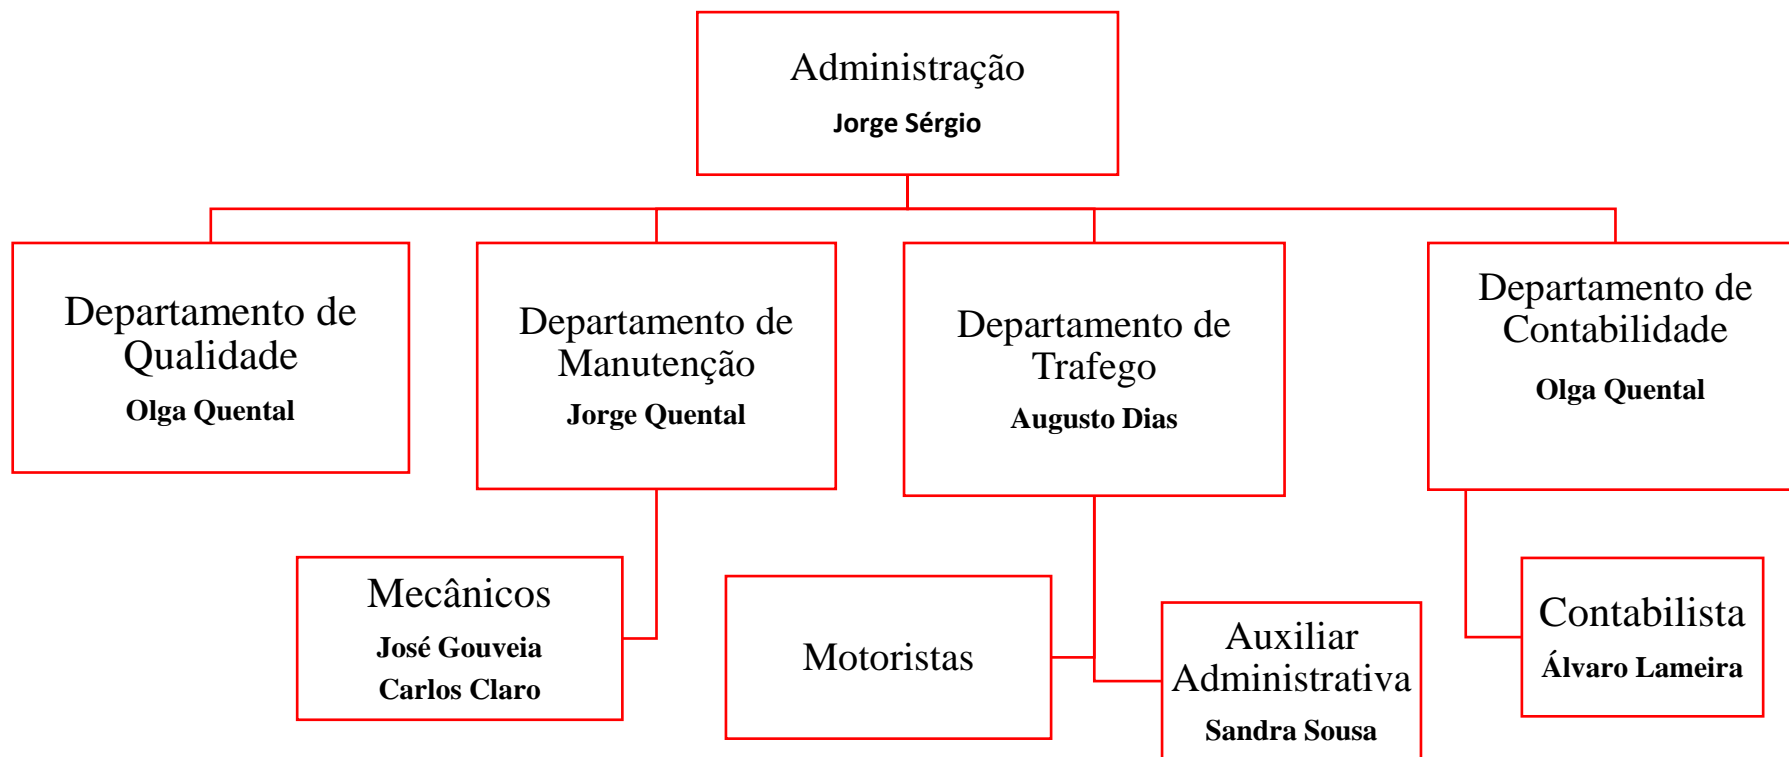 Administração
Jorge Sérgio
Departamento de
Qualidade
Olga Quental
Departamento de
Manutenção
Jorge Quental
Departamento de
Trafego
Augusto Dias
Departamento de
Contabilidade
Olga Quental
Mecânicos
José Gouveia
Carlos Claro
Motoristas
Auxiliar
Administrativa
Sandra Sousa
Contabilista
Álvaro Lameira